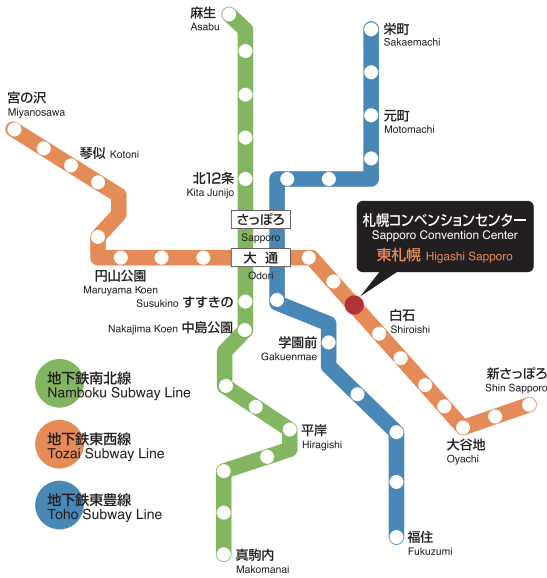 麻生
Asabu
栄町
Sakaemachi
宮の沢
Miyanosawa
元町
Motomachi
琴似 Kotoni
北12条
Kita Junijo
さっぽろ
Sapporo
札幌コンベンションセンター
Sapporo Convention Center
東札幌 Higashi Sapporo
大通
Odori
円山公園
Maruyama Koen
Susukino すすきの
Nakajima Koen 中島公園
白石
Shiroishi
学園前
Gakuenmae
新さっぽろ
Shin Sapporo
地下鉄南北線
Namboku Subway Line
平岸
Hiragishi
大谷地
Oyachi
地下鉄東西線
Tozai Subway Line
地下鉄東豊線
Toho Subway Line
福住
Fukuzumi
真駒内
Makomanai